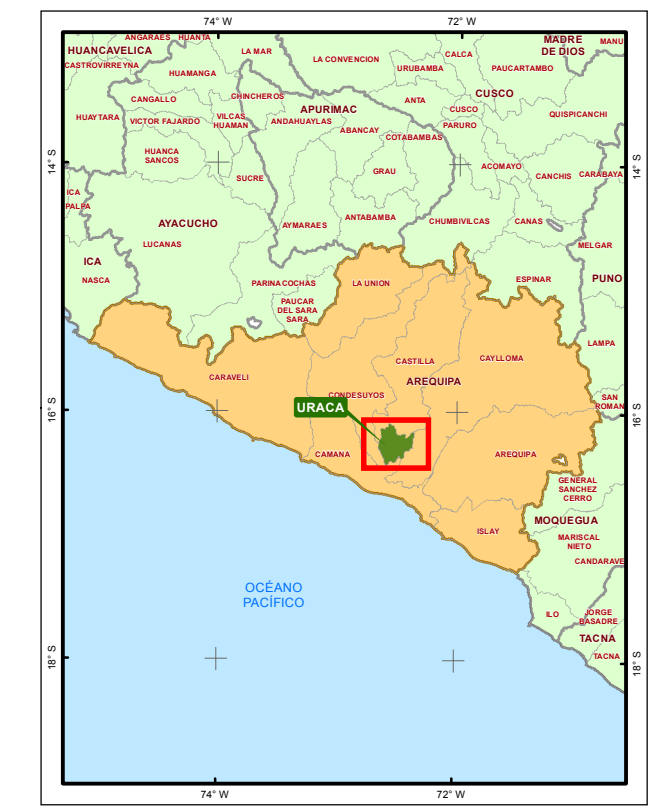 74° W
72° W
ANGARAES
HUANTA
MADRE
DE DIOS
MANU
HUANCAVELICA
LA MAR
LA CONVENCION
CALCA
CASTROVIRREYNA
HUAMANGA
URUBAMBA
PAUCARTAMBO
CUSCO
CANGALLO
CHINCHEROS
ANTA
APURIMAC
CUSCO
HUAYTARA
VICTOR FAJARDO
VILCAS
HUAMAN
ANDAHUAYLAS
ABANCAY
COTABAMBAS
PARURO
QUISPICANCHI
HUANCA
SANCOS
14° S
14° S
GRAU
ACOMAYO
CANCHIS
CARABAYA
SUCRE
ICA
PALPA
AYACUCHO
LUCANAS
AYMARAES
ANTABAMBA
CHUMBIVILCAS
CANAS
MELGAR
ICA
NASCA
PARINACOCHAS
LA UNION
ESPINAR
PUNO
PAUCAR
DEL SARA
SARA
LAMPA
CASTILLA
CAYLLOMA
CARAVELI
AREQUIPA
CONDESUYOS
SAN
ROMAN
URACA
16° S
16° S
CAMANA
AREQUIPA
GENERAL
SANCHEZ
CERRO
MOQUEGUA
ISLAY
MARISCAL
NIETO
CANDARAVE
OCÉANO
PACÍFICO
ILO
JORGE
BASADRE
TACNA
TACNA
18° S
18° S
74° W
72° W